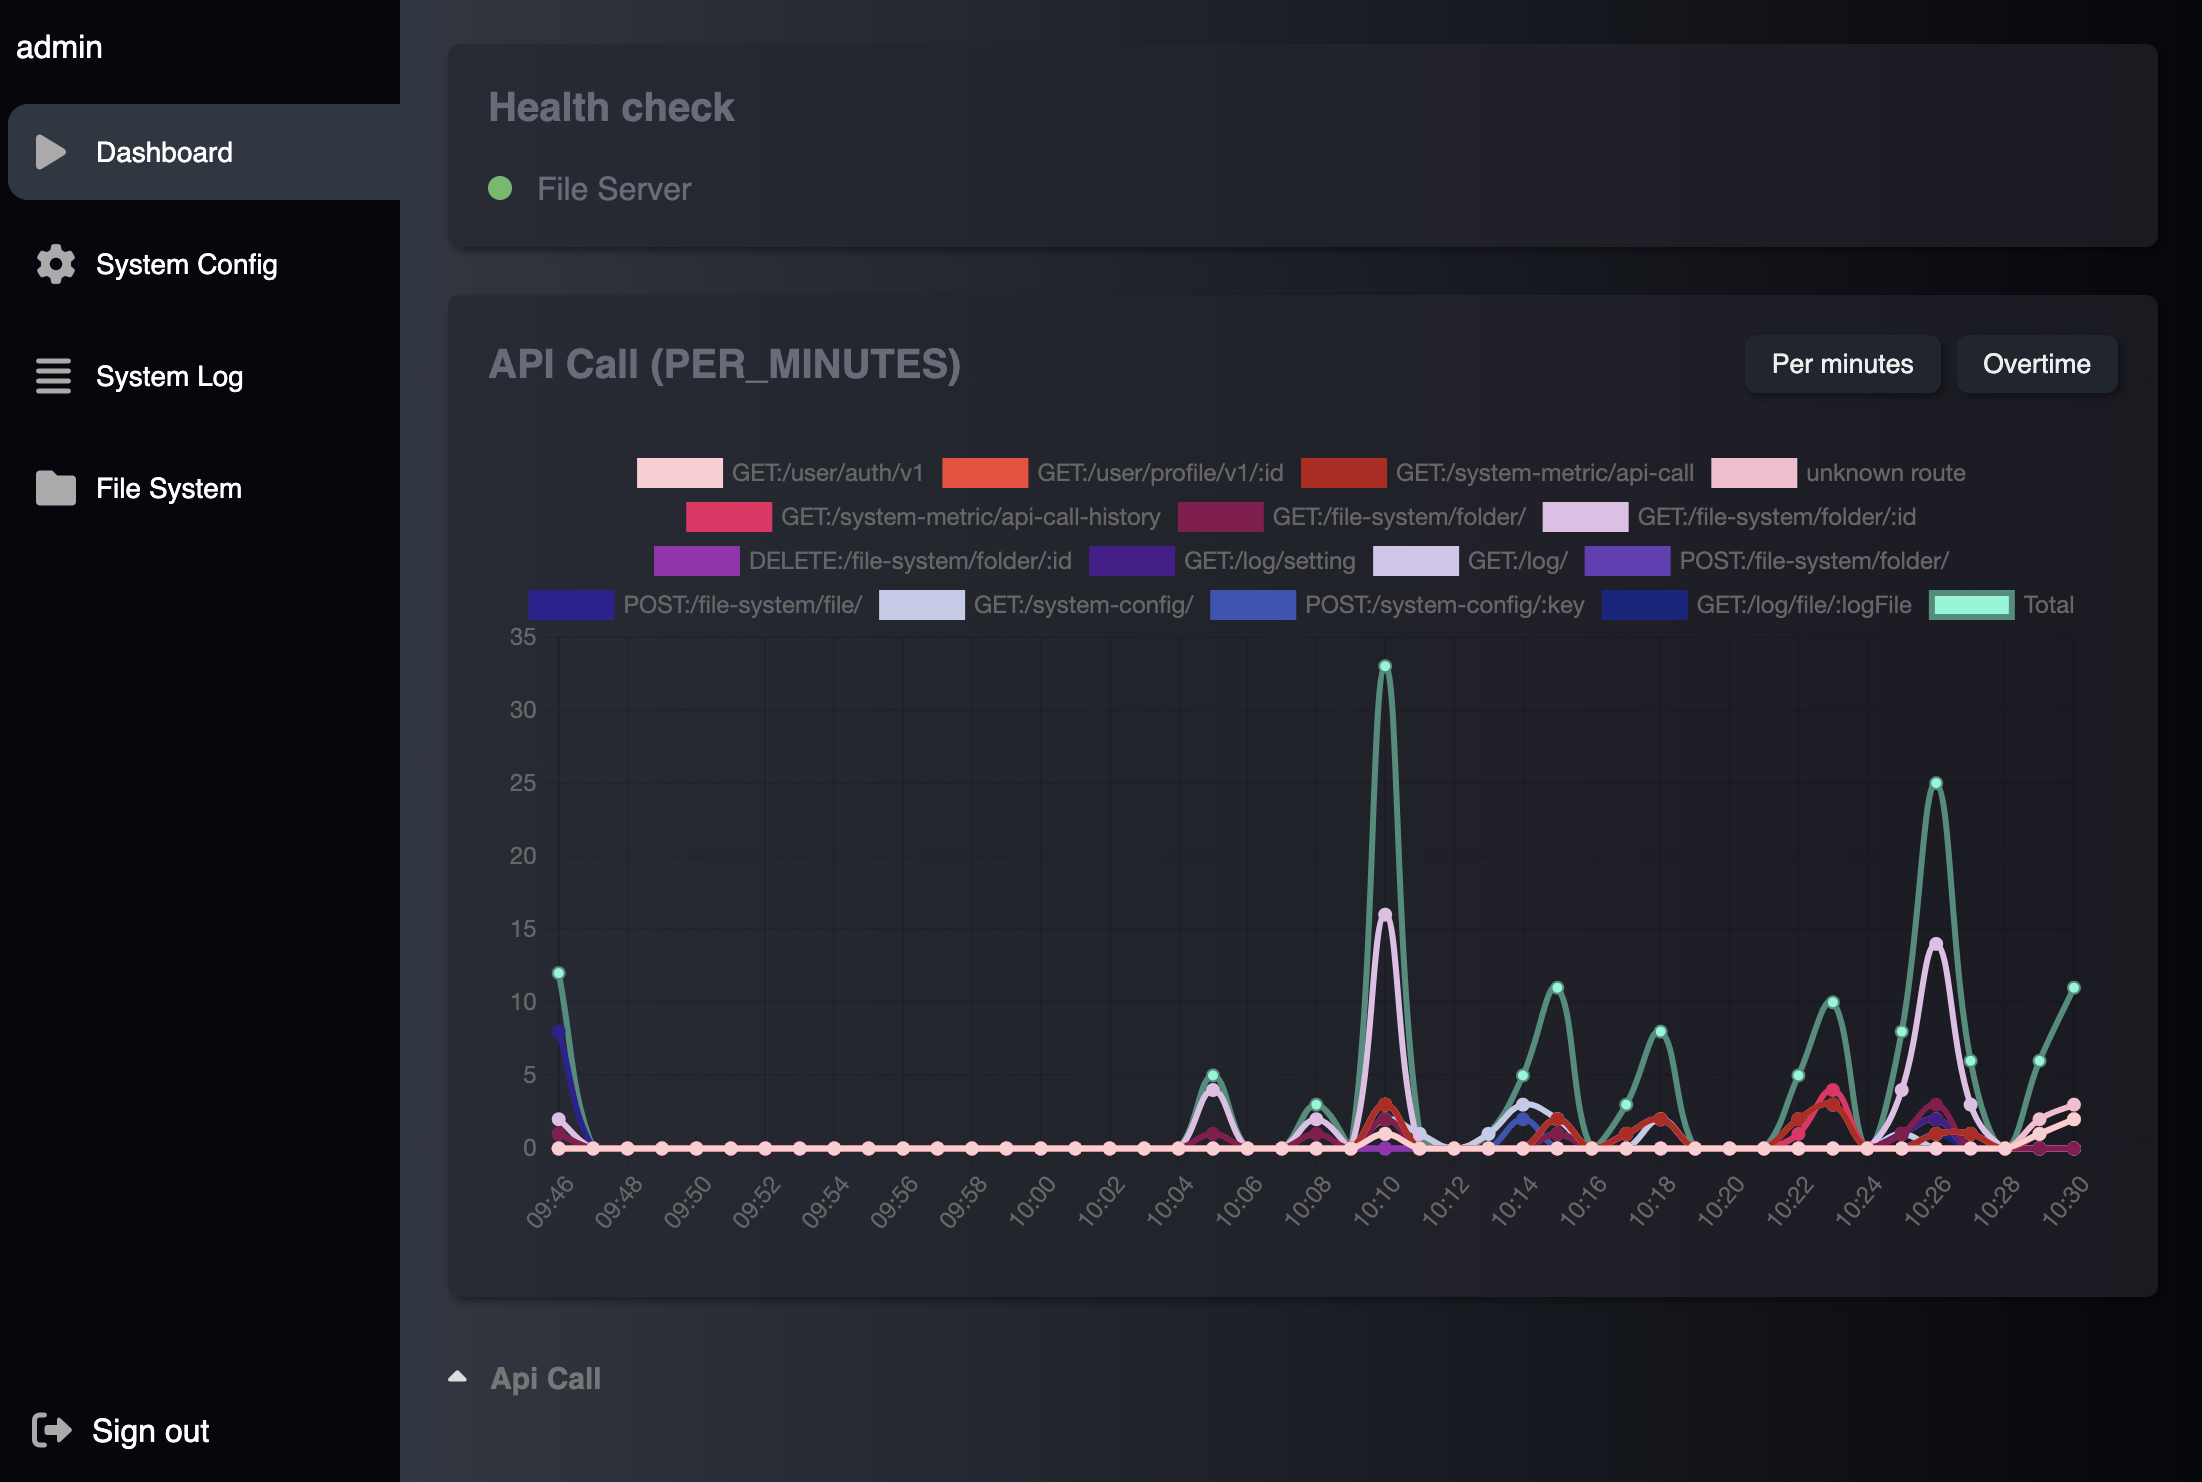 admin
Dashboard
System Config
System Log
File System
Sign out
Health check
File Server
API Call (PER_MINUTES)
Per minutes
Overtime
GET:/user/auth/v1 GET:/user/profile/v1/:id GET:/system-metric/api-call unknown route
GET:/system-metric/api-call-history GET:/file-system/folder/ GET:/file-system/folder/:id
DELETE:/file-system/folder/:id GET:/log/setting GET:/log/ POST:/file-system/folder/
POST:/file-system/file/ GET:/system-config/ POST:/system-config/:key GET:/log/file/:logFile Total
35
30
25
20
15
10
5
0
09:46 09:48 09:50 09:52 09:54 09:56 09:58 10:00 10:02 10:04 10:06 10:08 10:10 10:12 10:14 10:16 10:18 10:20 10:22 10:24 10:26 10:28 10:30
Api Call